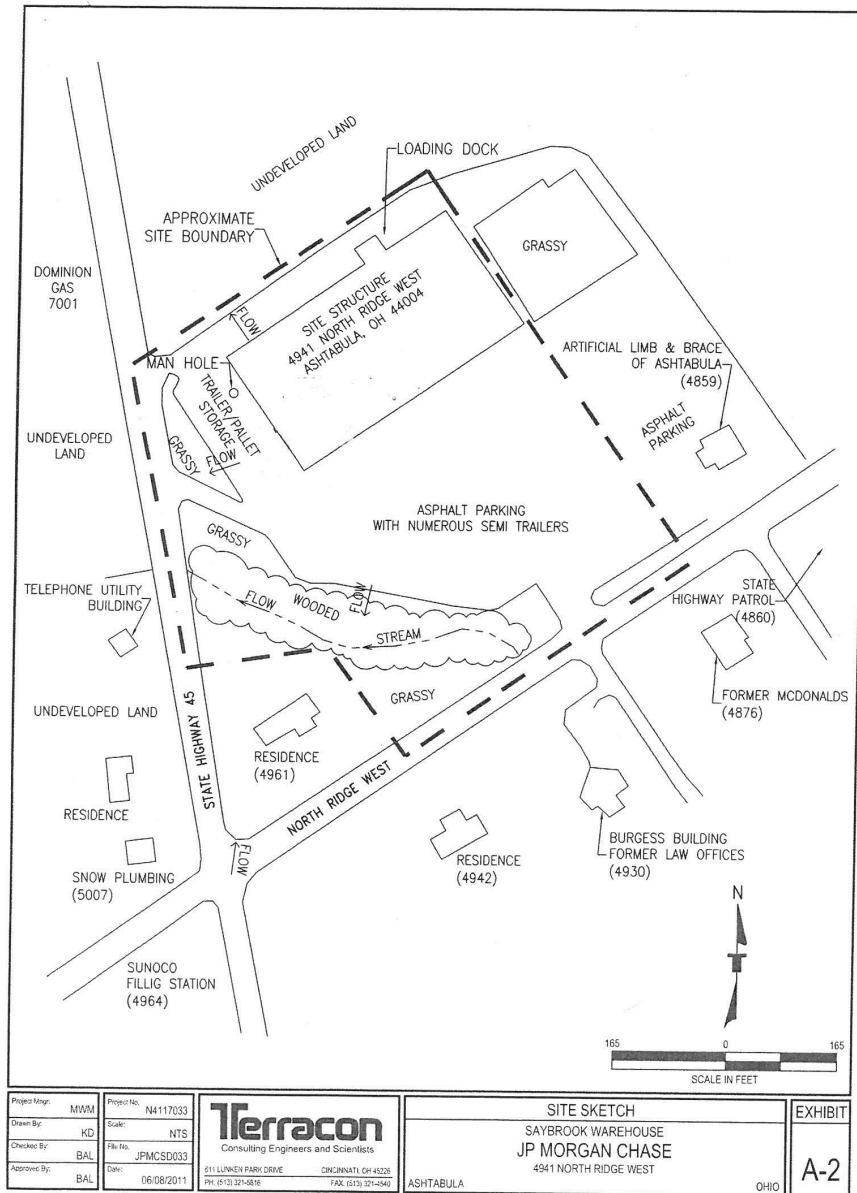 UNDEVELOPED LAND
LOADING DOCK
APPROXIMATE
SITE BOUNDARY
GRASSY
DOMINION
GAS
7001
FLOW
SITE STRUCTURE
4941 NORTH RIDGE WEST
ASHTABULA, OH 44004
MAN HOLE
TRAILER/PALLET
STORAGE
ARTIFICIAL LIMB & BRACE
OF ASHTABULA
(4859)
ASPHALT
PARKING
UNDEVELOPED
LAND
GRASSY
FLOW
ASPHALT PARKING
WITH NUMEROUS SEMI TRAILERS
GRASSY
TELEPHONE UTILITY
BUILDING
FLOW
WOODED
FLOW
STREAM
STATE
HIGHWAY PATROL
(4860)
UNDEVELOPED LAND
GRASSY
FORMER MCDONALDS
(4876)
STATE HIGHWAY 45
RESIDENCE
(4961)
NORTH RIDGE WEST
RESIDENCE
SNOW PLUMBING
(5007)
FLOW
RESIDENCE
(4942)
BURGESS BUILDING
FORMER LAW OFFICES
(4930)
N
SUNOCO
FILLIG STATION
(4964)
165 0 165
SCALE IN FEET
Project Mngr: MWM
Drawn By: KD
Checked By: BAL
Approved By: BAL
Project No. N4117033
Scale: NTS
File No. JPMCSD033
Date: 06/08/2011
Terracon
Consulting Engineers and Scientists
611 LUNKEN PARK DRIVE CINCINNATI, OH 45226
PH. (513) 321-5816 FAX. (513) 321-4540
SITE SKETCH
SAYBROOK WAREHOUSE
JP MORGAN CHASE
4941 NORTH RIDGE WEST
ASHTABULA OHIO
EXHIBIT
A-2